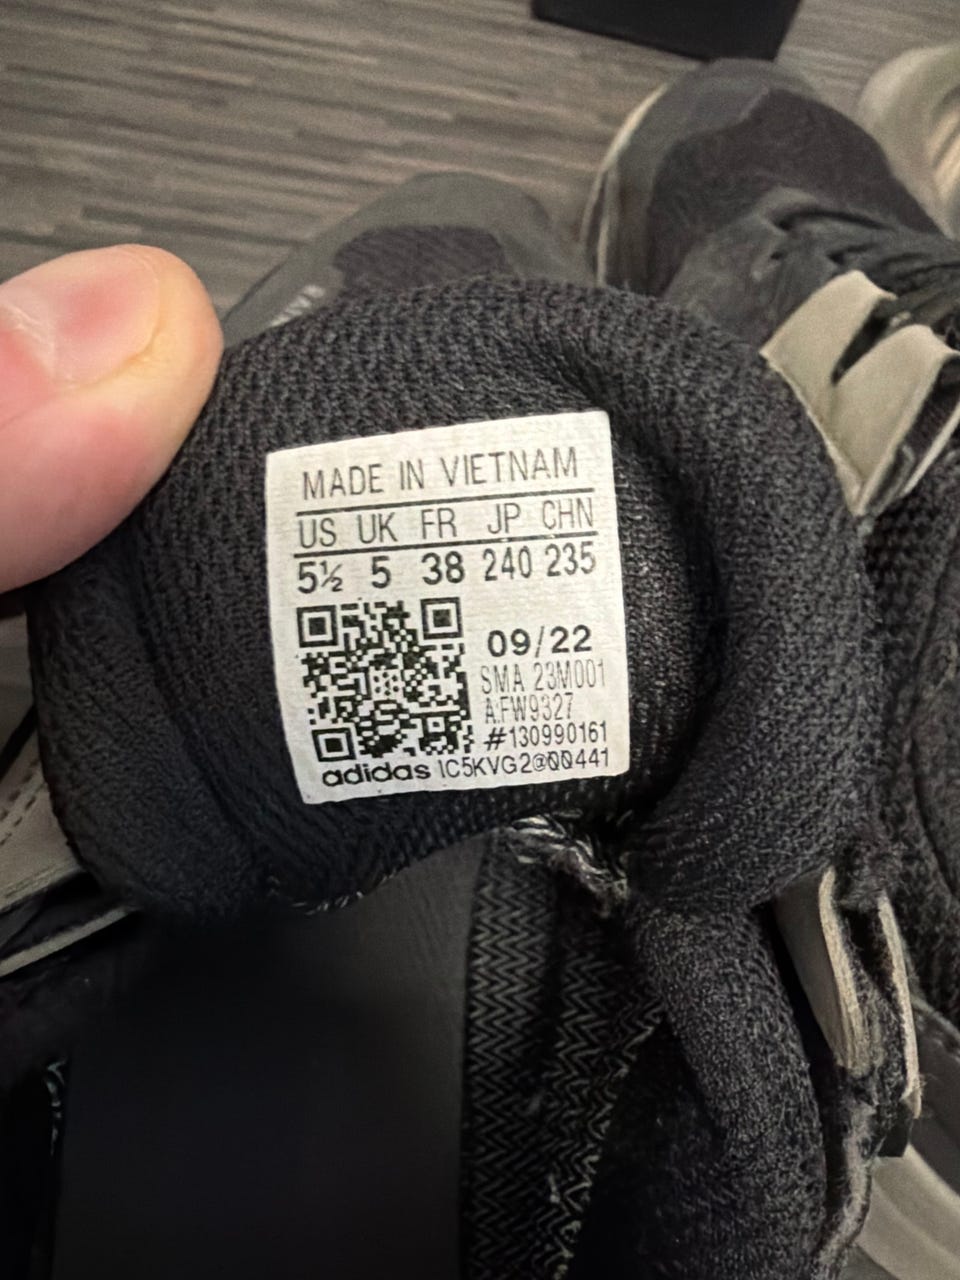 MADE IN VIETNAM
US UK FR JP CHN
5½ 5 38 240 235
09/22
SMA 23M001
A:FW9327
#130990161
adidas 1C5KVG2@00441